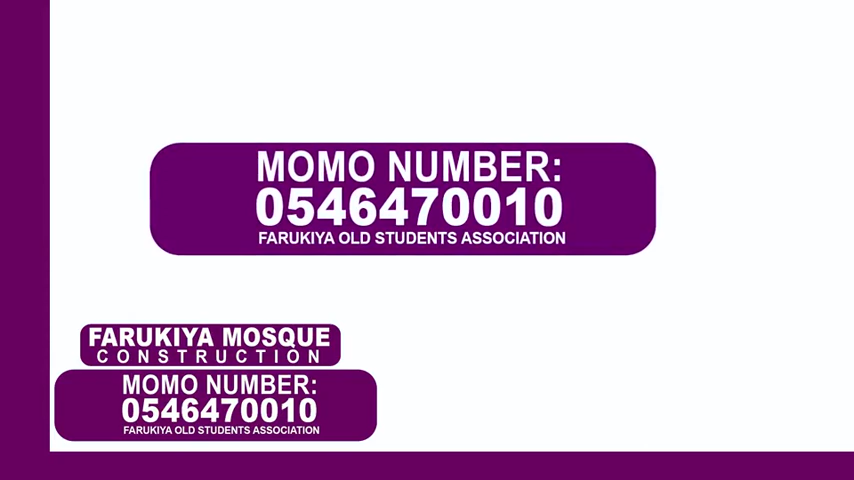 MOMO NUMBER:
0546470010
FARUKIYA OLD STUDENTS ASSOCIATION
FARUKIYA MOSQUE
CONSTRUCTION
MOMO NUMBER:
0546470010
FARUKIYA OLD STUDENTS ASSOCIATION